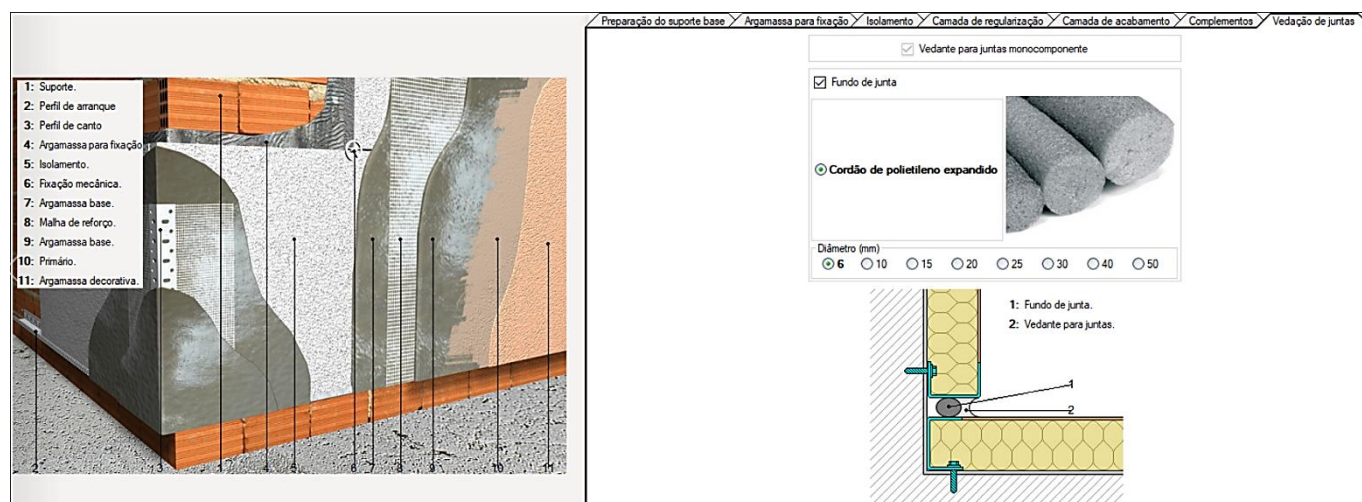 Preparação do suporte base
Argamassa para fixação
Isolamento
Camada de regularização
Camada de acabamento
Complementos
Vedação de juntas
1: Suporte.
2: Perfil de arranque
3: Perfil de canto
4: Argamassa para fixação
5: Isolamento.
6: Fixação mecânica.
7: Argamassa base.
8: Malha de reforço.
9: Argamassa base.
10: Primário.
11: Argamassa decorativa.
2 3 4 5 6 7 8 9 10 11
Vedante para juntas monocomponente
Fundo de junta
Cordão de polietileno expandido
Diâmetro (mm)
6 10 15 20 25 30 40 50
1: Fundo de junta.
2: Vedante para juntas.
1
2